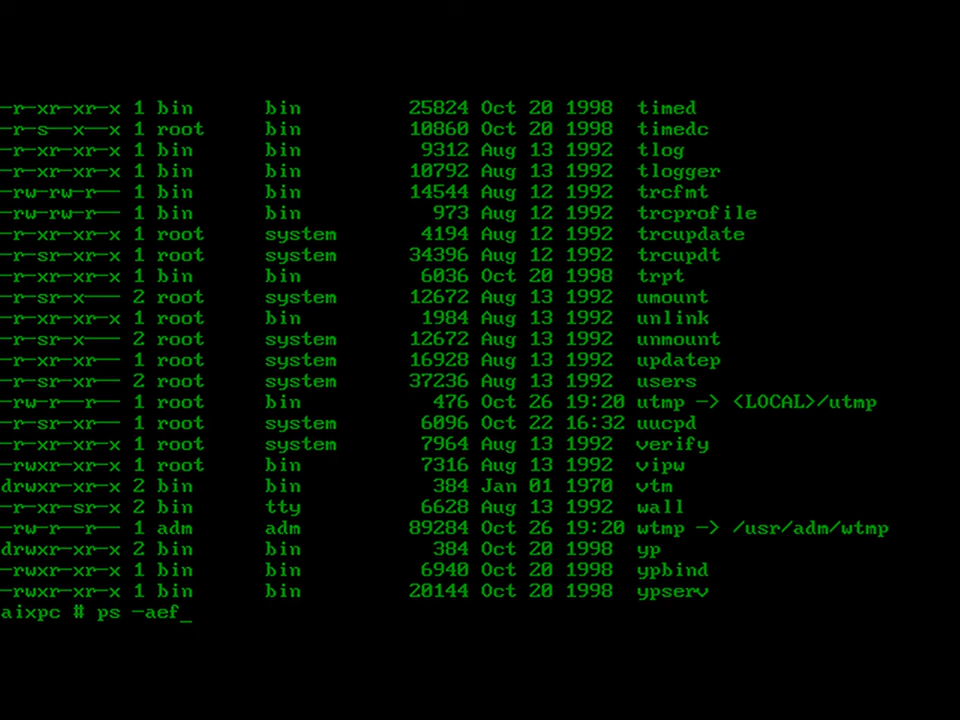 -r-xr-xr-x 1 bin      bin         25824 Oct 20 1998  timed
-r-s--x--x 1 root     bin         10860 Oct 20 1998  timedc
-r-xr-xr-x 1 bin      bin          9312 Aug 13 1992  tlog
-r-xr-xr-x 1 bin      bin         10792 Aug 13 1992  tlogger
-rw-rw-r-- 1 bin      bin         14544 Aug 12 1992  trcfmt
-rw-rw-r-- 1 bin      bin           973 Aug 12 1992  trcprofile
-r-xr-xr-x 1 root     system       4194 Aug 12 1992  trcupdate
-r-sr-xr-x 1 root     system      34396 Aug 12 1992  trcupdt
-r-xr-xr-x 1 bin      bin          6036 Oct 20 1998  trpt
-r-sr-x--- 2 root     system      12672 Aug 13 1992  umount
-r-xr-xr-x 1 root     bin          1984 Aug 13 1992  unlink
-r-sr-x--- 2 root     system      12672 Aug 13 1992  unmount
-r-xr-xr-- 1 root     system      16928 Aug 13 1992  updatep
-r-sr-xr-x 2 root     system      37236 Aug 13 1992  users
-rw-r--r-- 1 root     bin           476 Oct 26 19:20 utmp -> <LOCAL>/utmp
-r-sr-xr-- 1 root     system       6096 Oct 22 16:32 uucpd
-r-xr-xr-x 1 root     system       7964 Aug 13 1992  verify
-rwxr-xr-x 1 root     bin          7316 Aug 13 1992  vipw
drwxr-xr-x 2 bin      bin           384 Jan 01 1970  vtm
-r-xr-sr-x 2 bin      tty          6628 Aug 13 1992  wall
-rw-r--r-- 1 adm      adm         89284 Oct 26 19:20 wtmp -> /usr/adm/wtmp
drwxr-xr-x 2 bin      bin           384 Oct 20 1998  yp
-rwxr-xr-x 1 bin      bin          6940 Oct 20 1998  ypbind
-rwxr-xr-x 1 bin      bin         20144 Oct 20 1998  ypserv
aixpc # ps -aef_